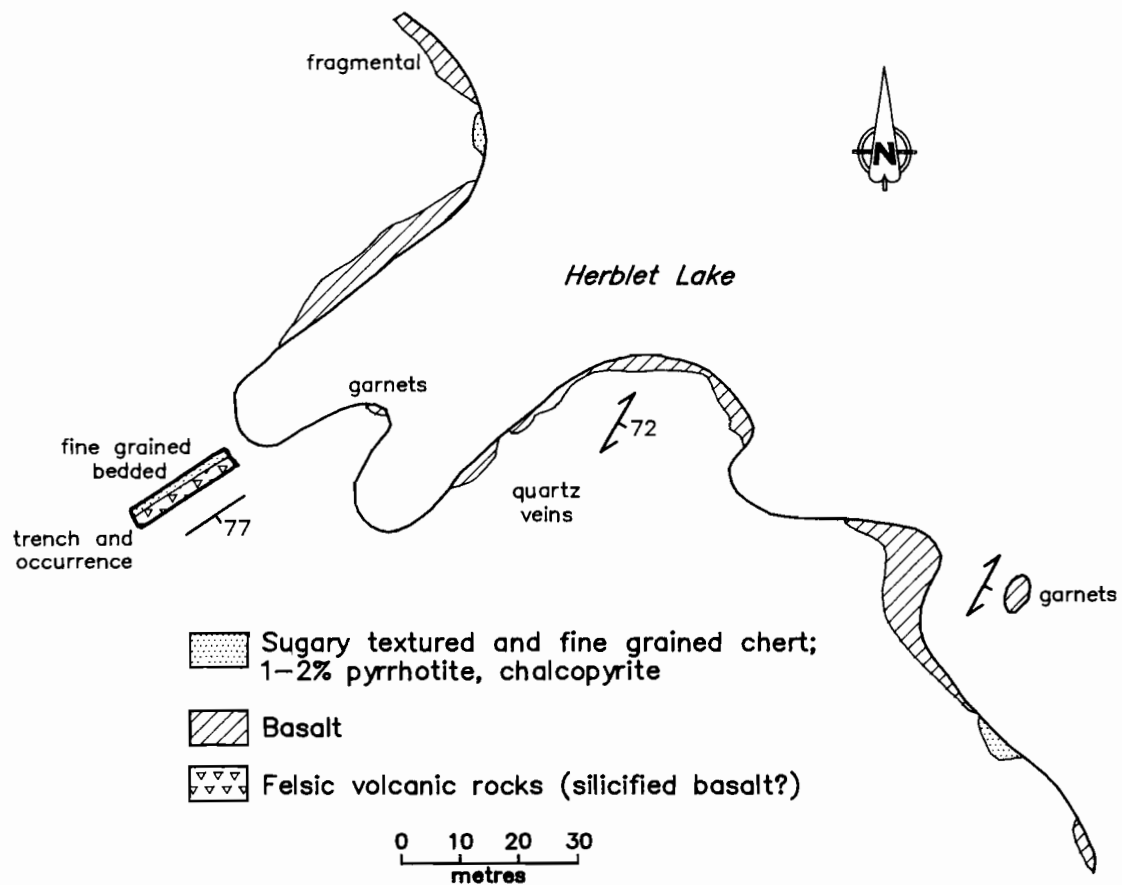 fragmental
N
Herblet Lake
garnets
fine grained
bedded
72
quartz
veins
77
trench and
occurrence
garnets
Sugary textured and fine grained chert;
1-2% pyrrhotite, chalcopyrite
Basalt
Felsic volcanic rocks (silicified basalt?)
0 10 20 30
metres